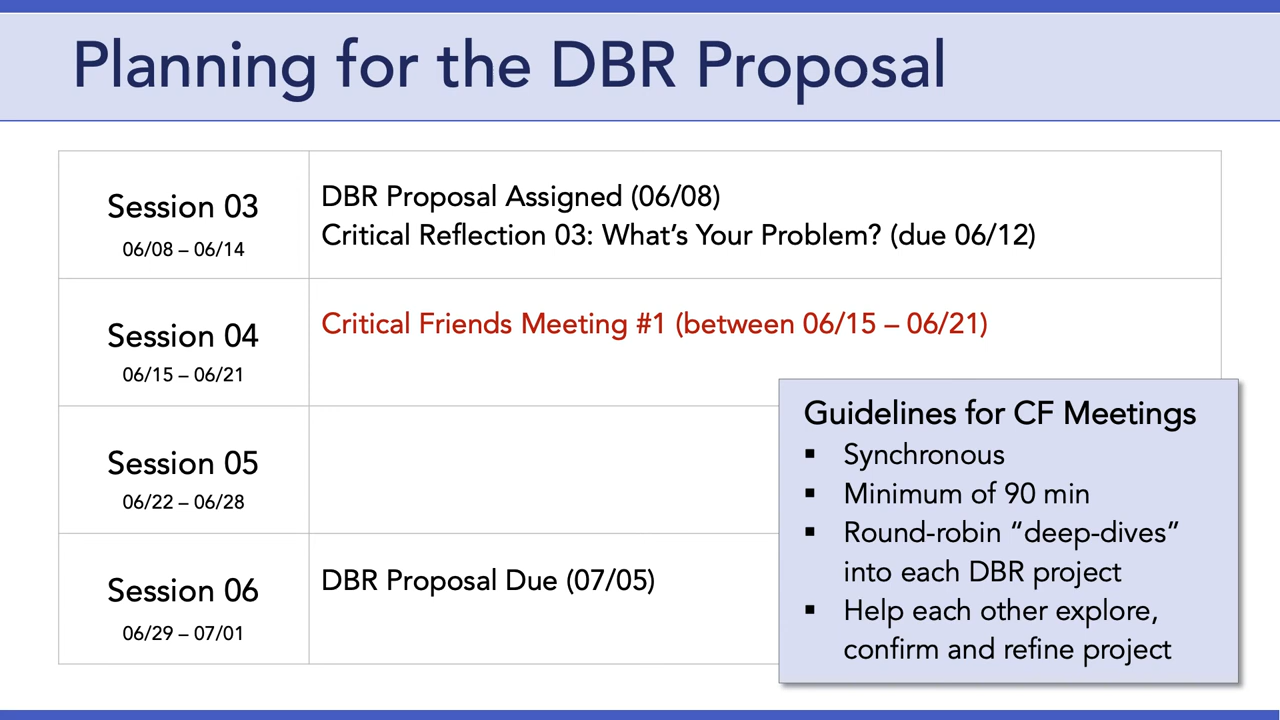 Planning for the DBR Proposal
Session 03
06/08 – 06/14
DBR Proposal Assigned (06/08)
Critical Reflection 03: What’s Your Problem? (due 06/12)
Session 04
06/15 – 06/21
Critical Friends Meeting #1 (between 06/15 – 06/21)
Session 05
06/22 – 06/28
Session 06
06/29 – 07/01
DBR Proposal Due (07/05)
Guidelines for CF Meetings
▪ Synchronous
▪ Minimum of 90 min
▪ Round-robin “deep-dives”
into each DBR project
▪ Help each other explore,
confirm and refine project